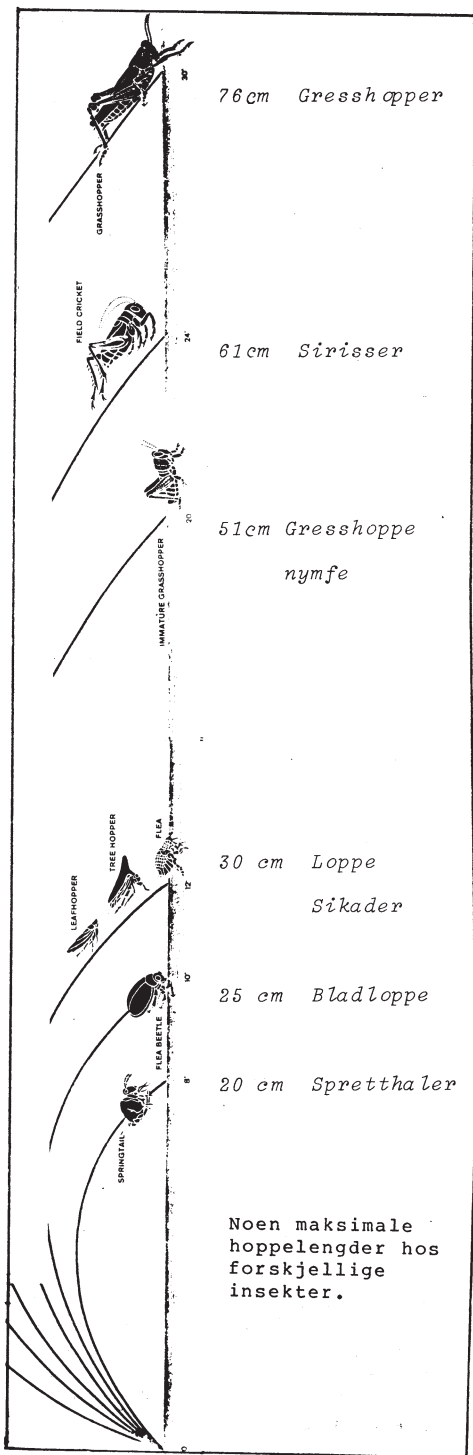 76cm Gresshopper
30"
GRASSHOPPER
FIELD CRICKET
24"
61cm Sirisser
20
51cm Gresshoppe
nymfe
IMMATURE GRASSHOPPER
TREE HOPPER
FLEA
LEAFHOPPER
12"
30 cm Loppe
Sikader
10"
25 cm Bladloppe
FLEA BEETLE
8"
20 cm Spretthaler
SPRINGTAIL
Noen maksimale
hoppelengder hos
forskjellige
insekter.
0